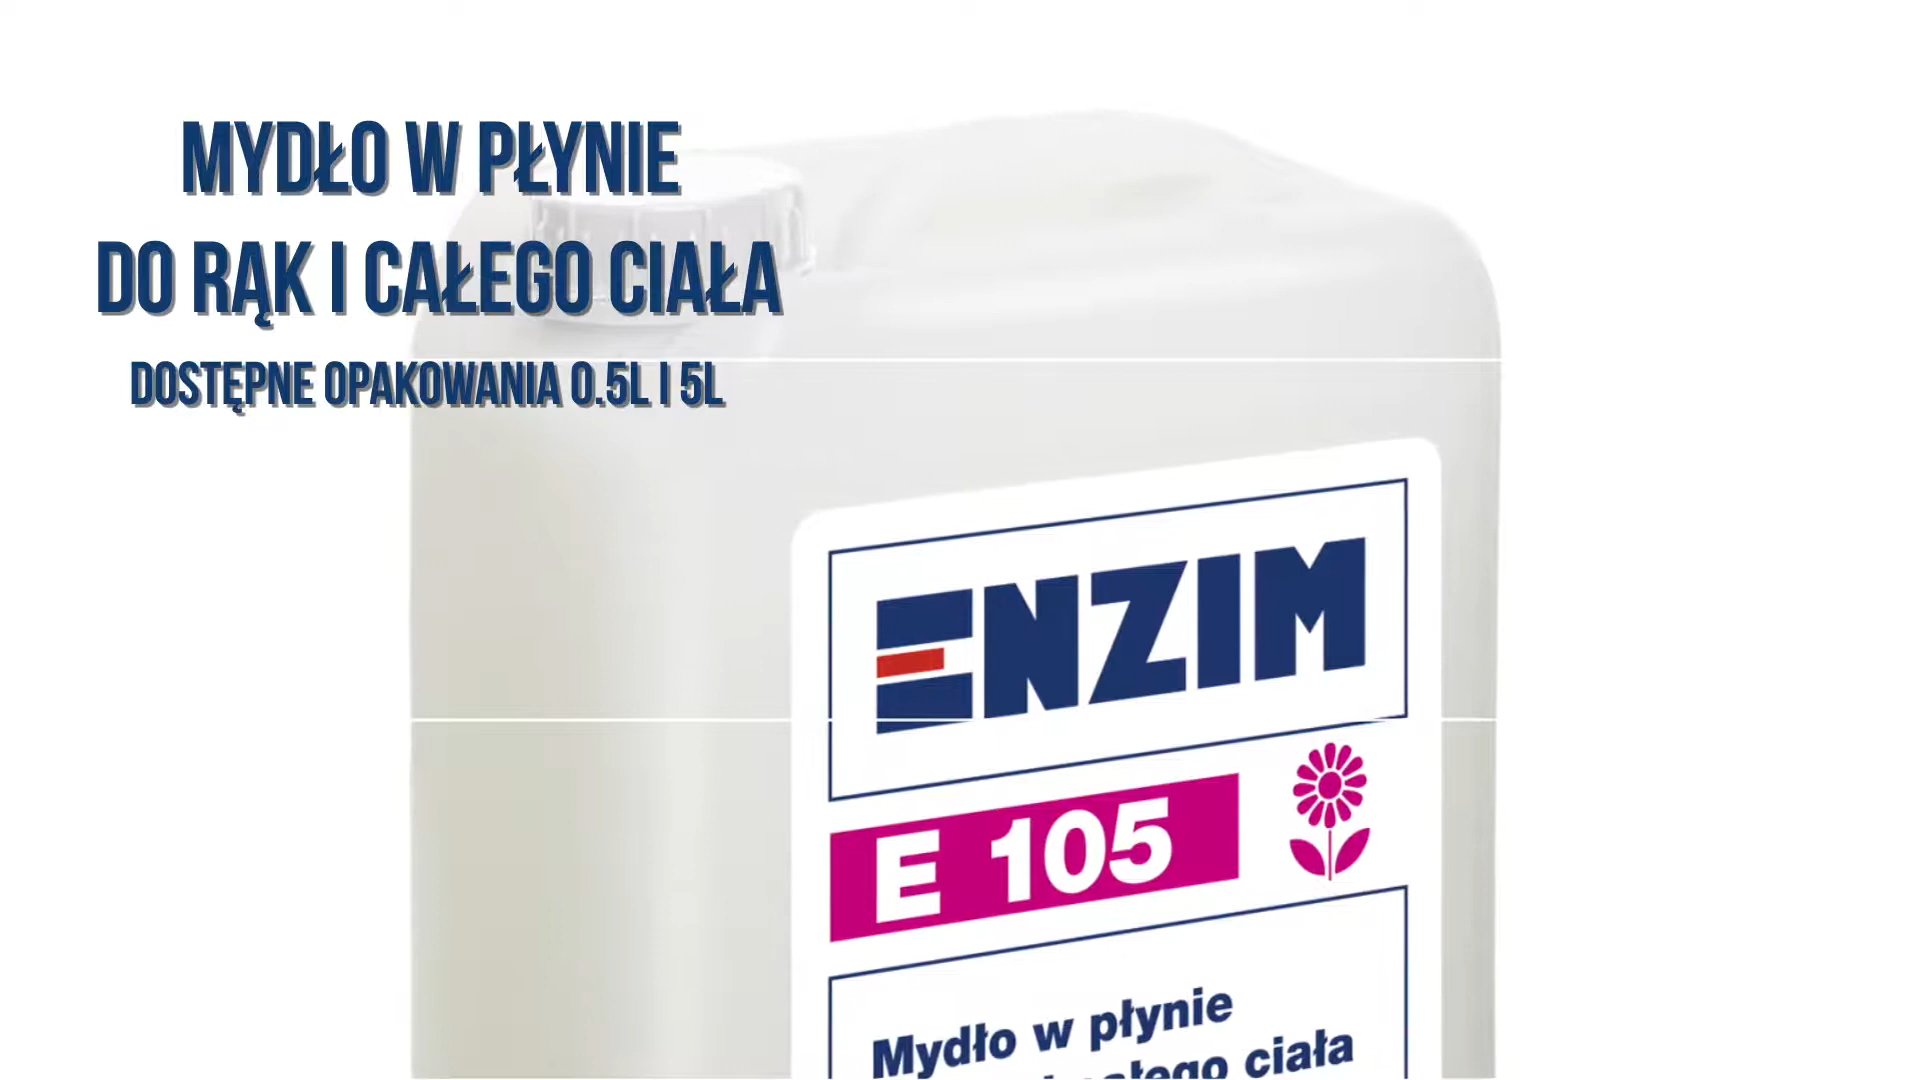 MYDŁO W PŁYNIE
DO RĄK I CAŁEGO CIAŁA
DOSTĘPNE OPAKOWANIA 0.5L I 5L
ENZIM
E 105
Mydło w płynie
ciała